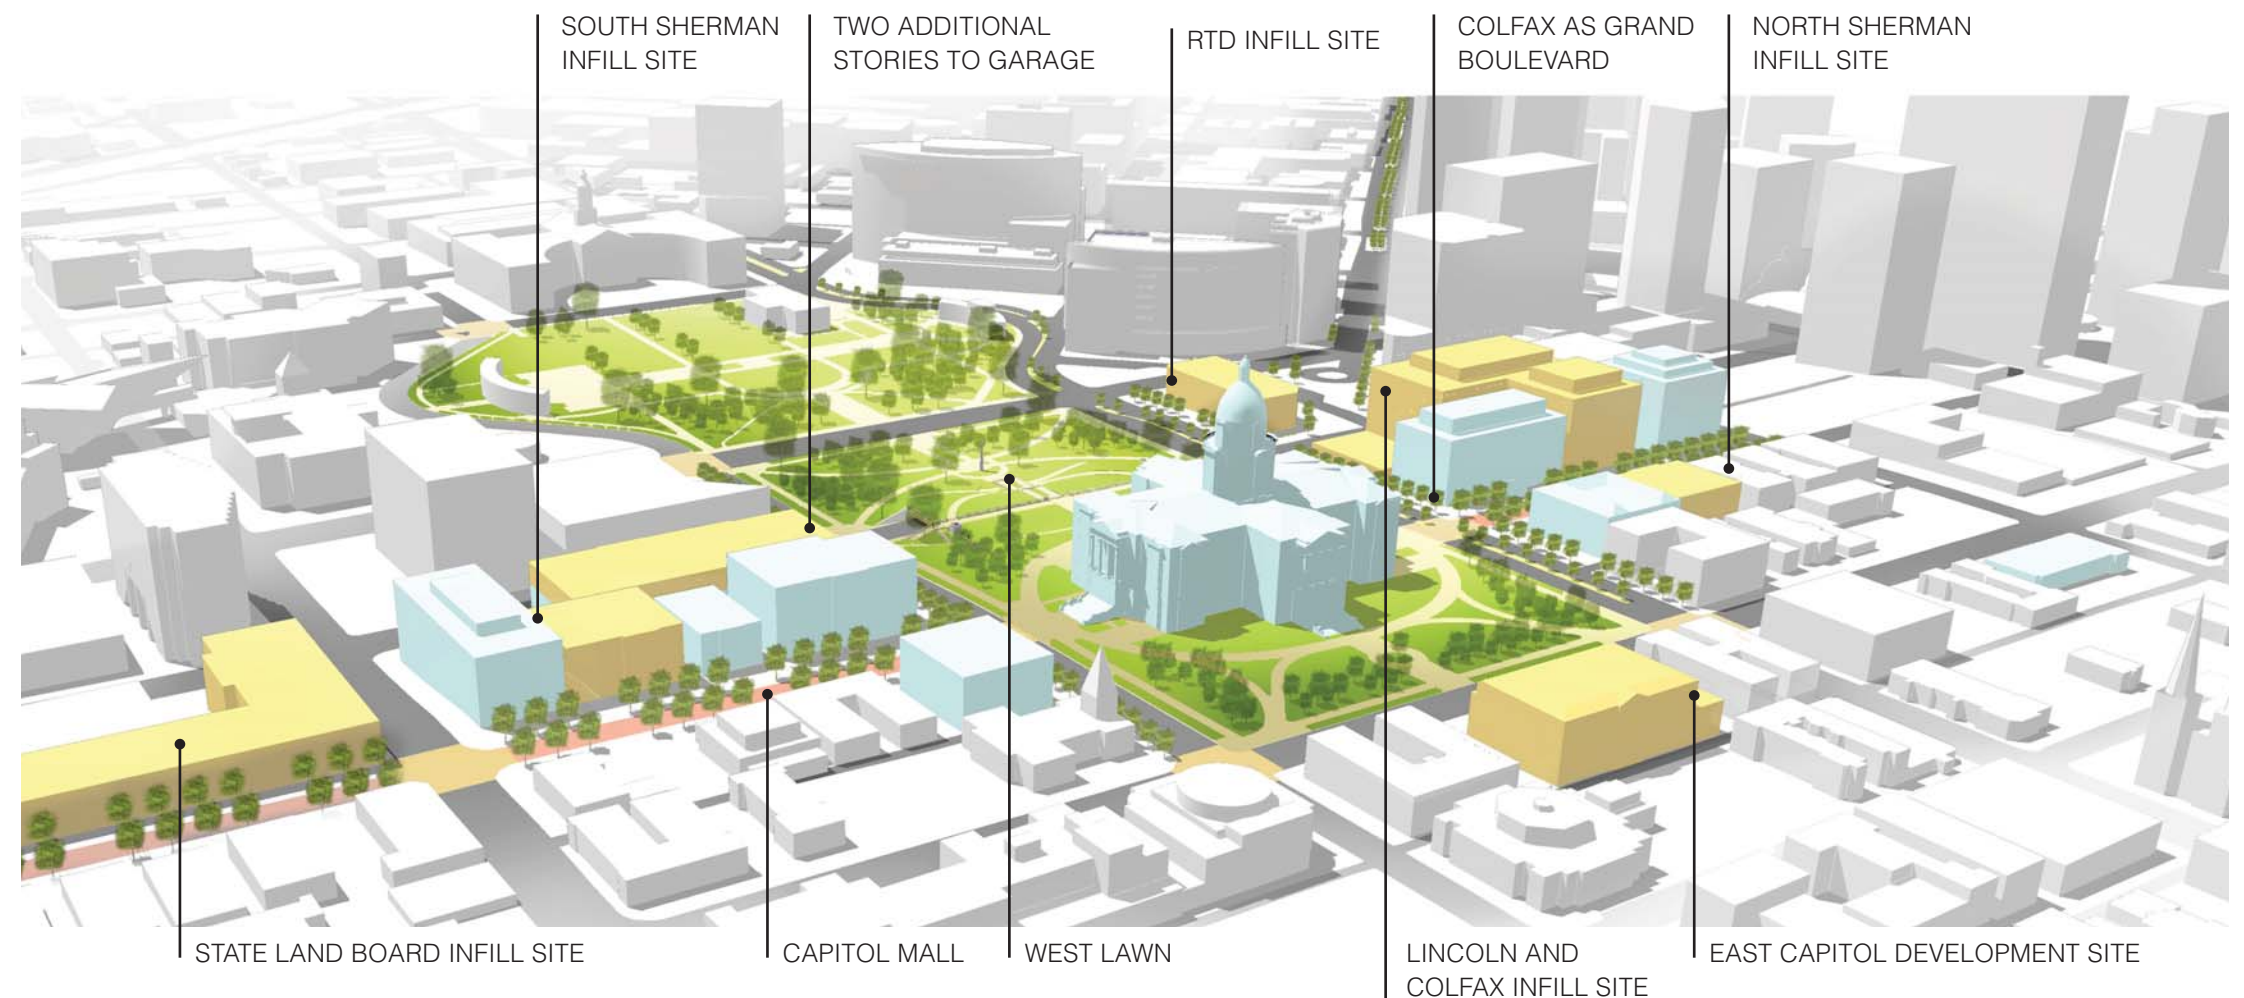 SOUTH SHERMAN
INFILL SITE
TWO ADDITIONAL
STORIES TO GARAGE
RTD INFILL SITE
COLFAX AS GRAND
BOULEVARD
NORTH SHERMAN
INFILL SITE
STATE LAND BOARD INFILL SITE
CAPITOL MALL
WEST LAWN
LINCOLN AND
COLFAX INFILL SITE
EAST CAPITOL DEVELOPMENT SITE